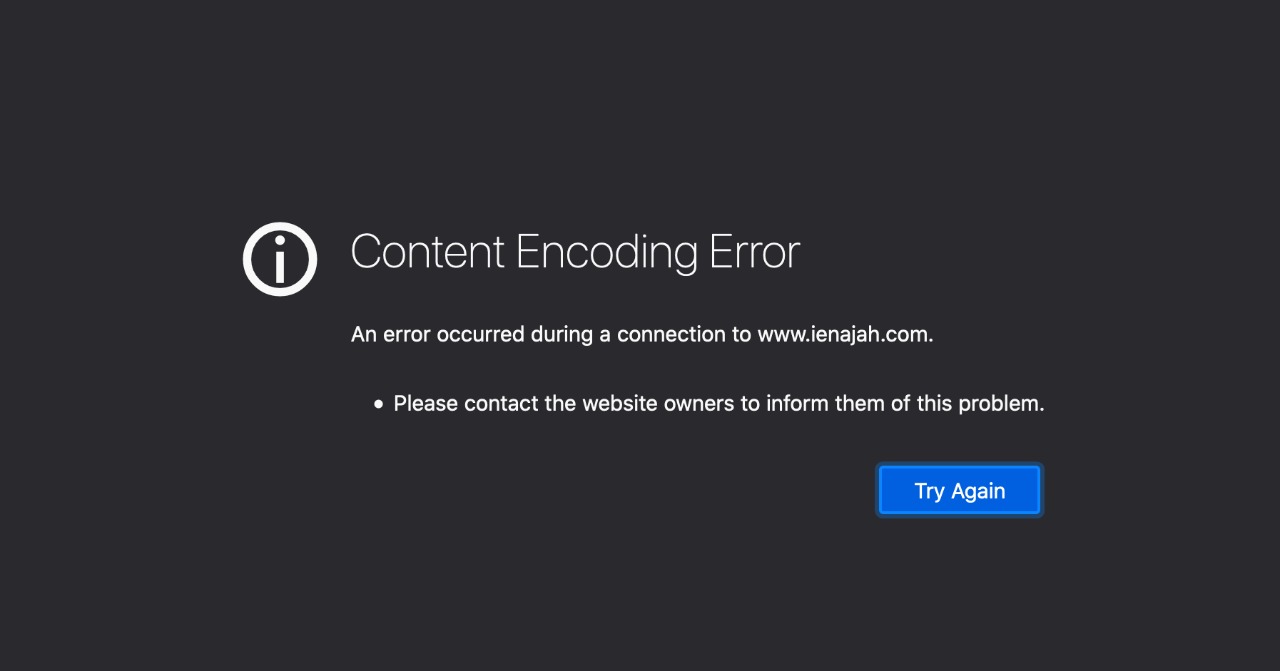 Content Encoding Error
An error occurred during a connection to www.ienajah.com.
• Please contact the website owners to inform them of this problem.
Try Again